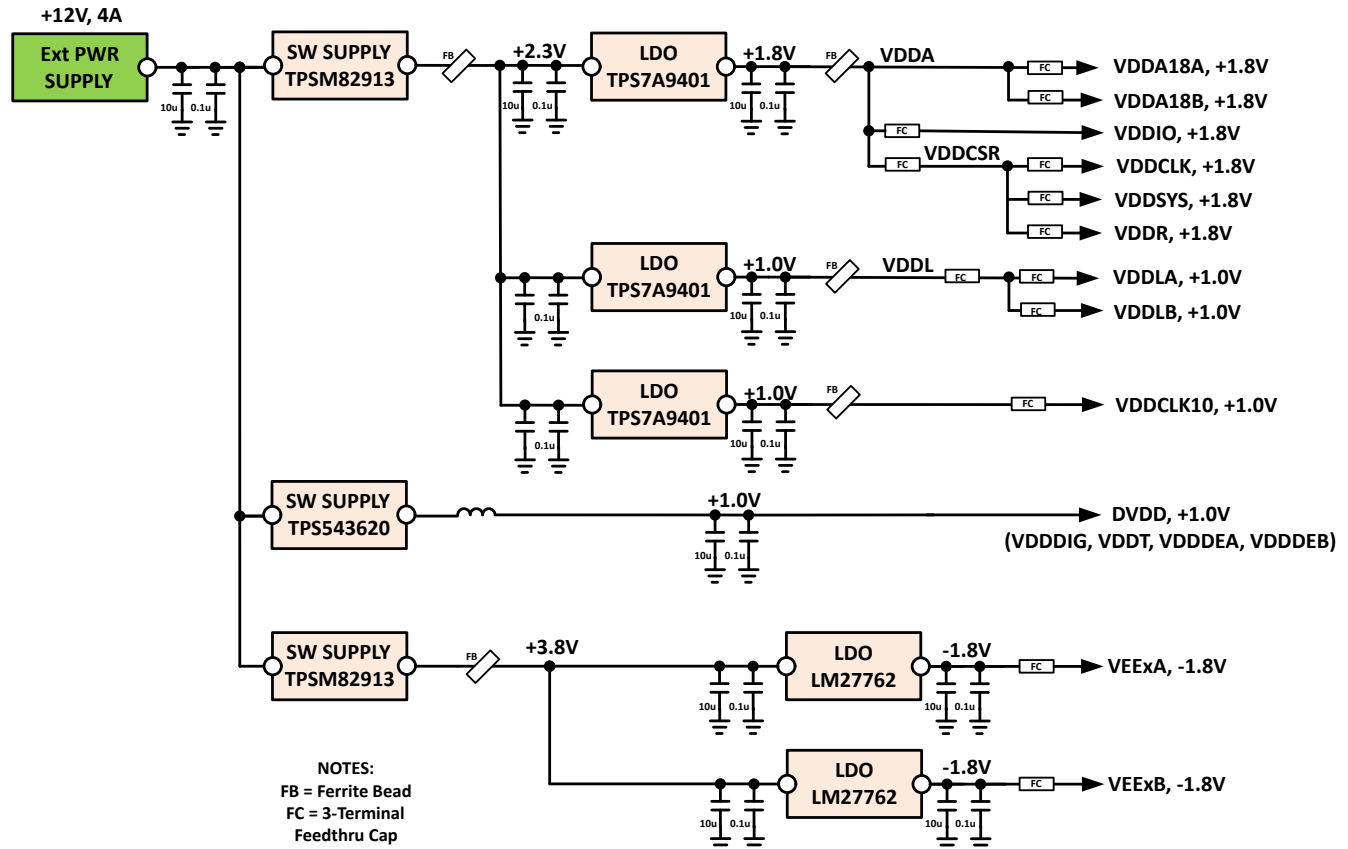 +12V, 4A
Ext PWR
SUPPLY
10u
0.1u
SW SUPPLY
TPSM82913
FB
+2.3V
10u
0.1u
LDO
TPS7A9401
+1.8V
10u
0.1u
FB
VDDA
FC
VDDA18A, +1.8V
FC
VDDA18B, +1.8V
FC
VDDIO, +1.8V
FC
VDDCSR
FC
VDDCLK, +1.8V
FC
VDDSYS, +1.8V
FC
VDDR, +1.8V
0.1u
LDO
TPS7A9401
+1.0V
10u
0.1u
FB
VDDL
FC
FC
VDDLA, +1.0V
FC
VDDLB, +1.0V
0.1u
LDO
TPS7A9401
+1.0V
10u
0.1u
FB
FC
VDDCLK10, +1.0V
SW SUPPLY
TPS543620
+1.0V
10u
0.1u
DVDD, +1.0V
(VDDDIG, VDDT, VDDDEA, VDDDEB)
SW SUPPLY
TPSM82913
FB
+3.8V
10u
0.1u
LDO
LM27762
-1.8V
10u
0.1u
FC
VEExA, -1.8V
10u
0.1u
LDO
LM27762
-1.8V
10u
0.1u
FC
VEExB, -1.8V
NOTES:
FB = Ferrite Bead
FC = 3-Terminal
Feedthru Cap